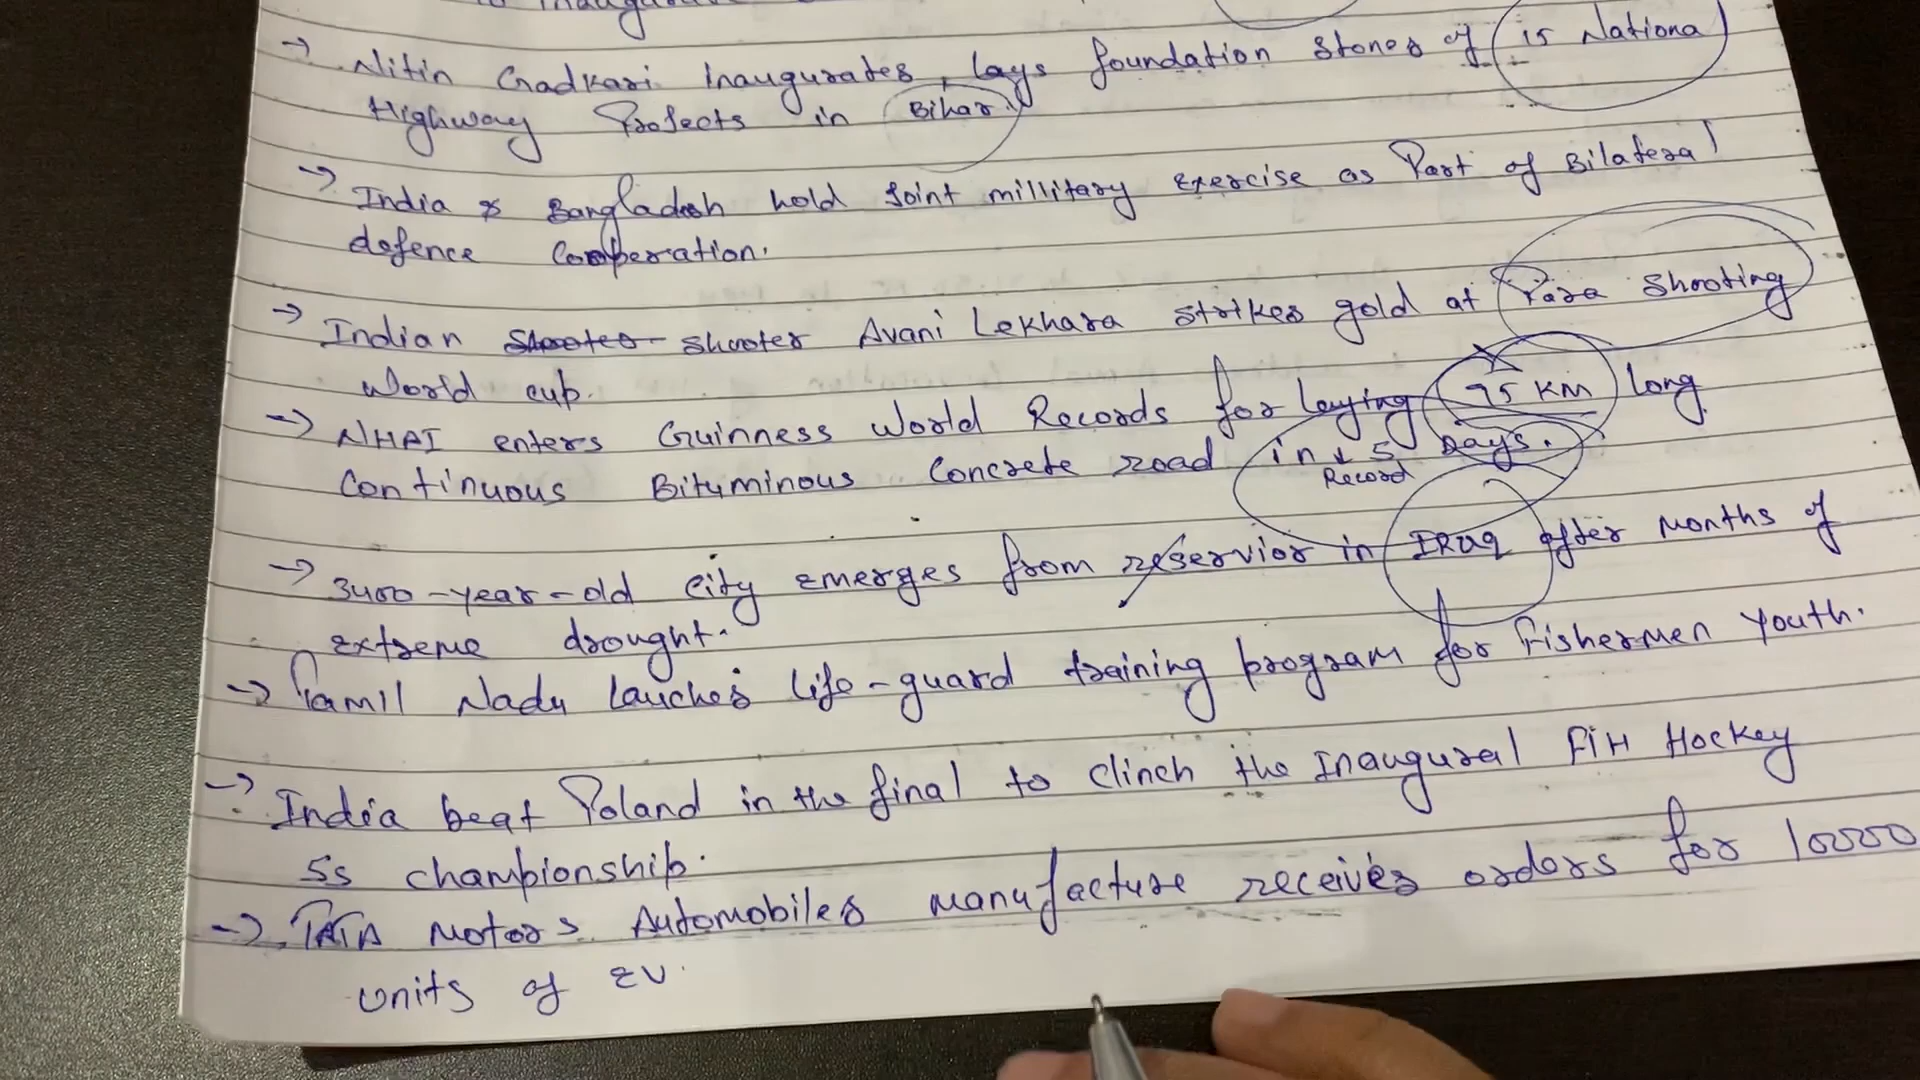 → Nitin Gadkari inaugurates, lays foundation stones of 15 Nationa
Highway Projects in Bihar.
→ India & Bangladesh hold Joint millitary exercise as Part of Bilateral
defence Cooperation.
→ Indian shooter Avani Lekhara strikes gold at Para Shooting
World cup.
→ NHAI enters Guinness World Records for laying 75 KM long
Continuous Bituminous Concrete road in 5 Days.
Record
→ 3400-year-old city emerges from reservior in IRaq after months of
extreme drought.
→ Tamil Nadu lauches life-guard training program for Fishermen youth.
→ India beat Poland in the final to clinch the Inaugural FiH Hockey
5s championship.
→ TATA Motors Automobiles manufacture receives orders for 10000
units of EV.